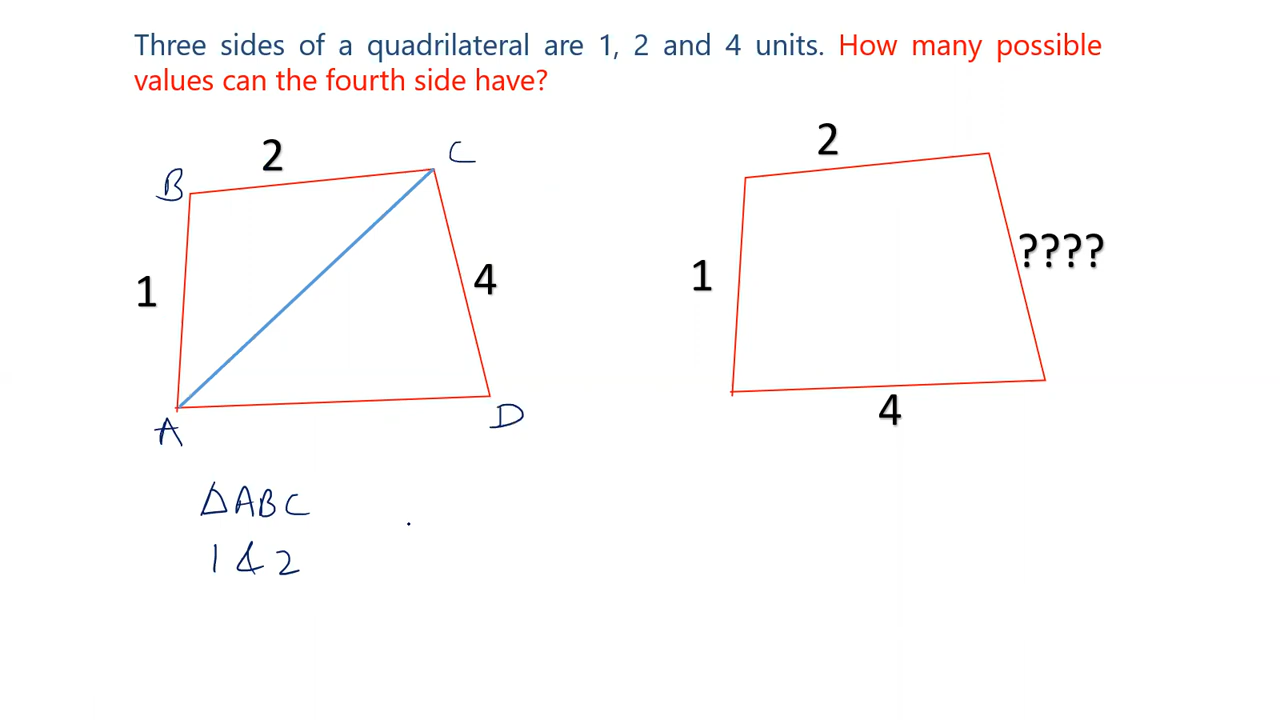 Three sides of a quadrilateral are 1, 2 and 4 units. How many possible
values can the fourth side have?
2
C
B
1
4
A
D
2
1
????
4
△ABC
1 & 2